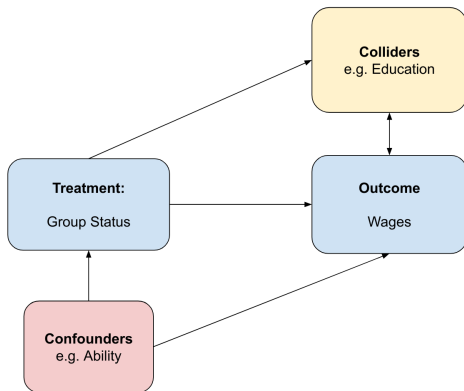 Colliders
e.g. Education
Treatment:
Group Status
Outcome
Wages
Confounders
e.g. Ability